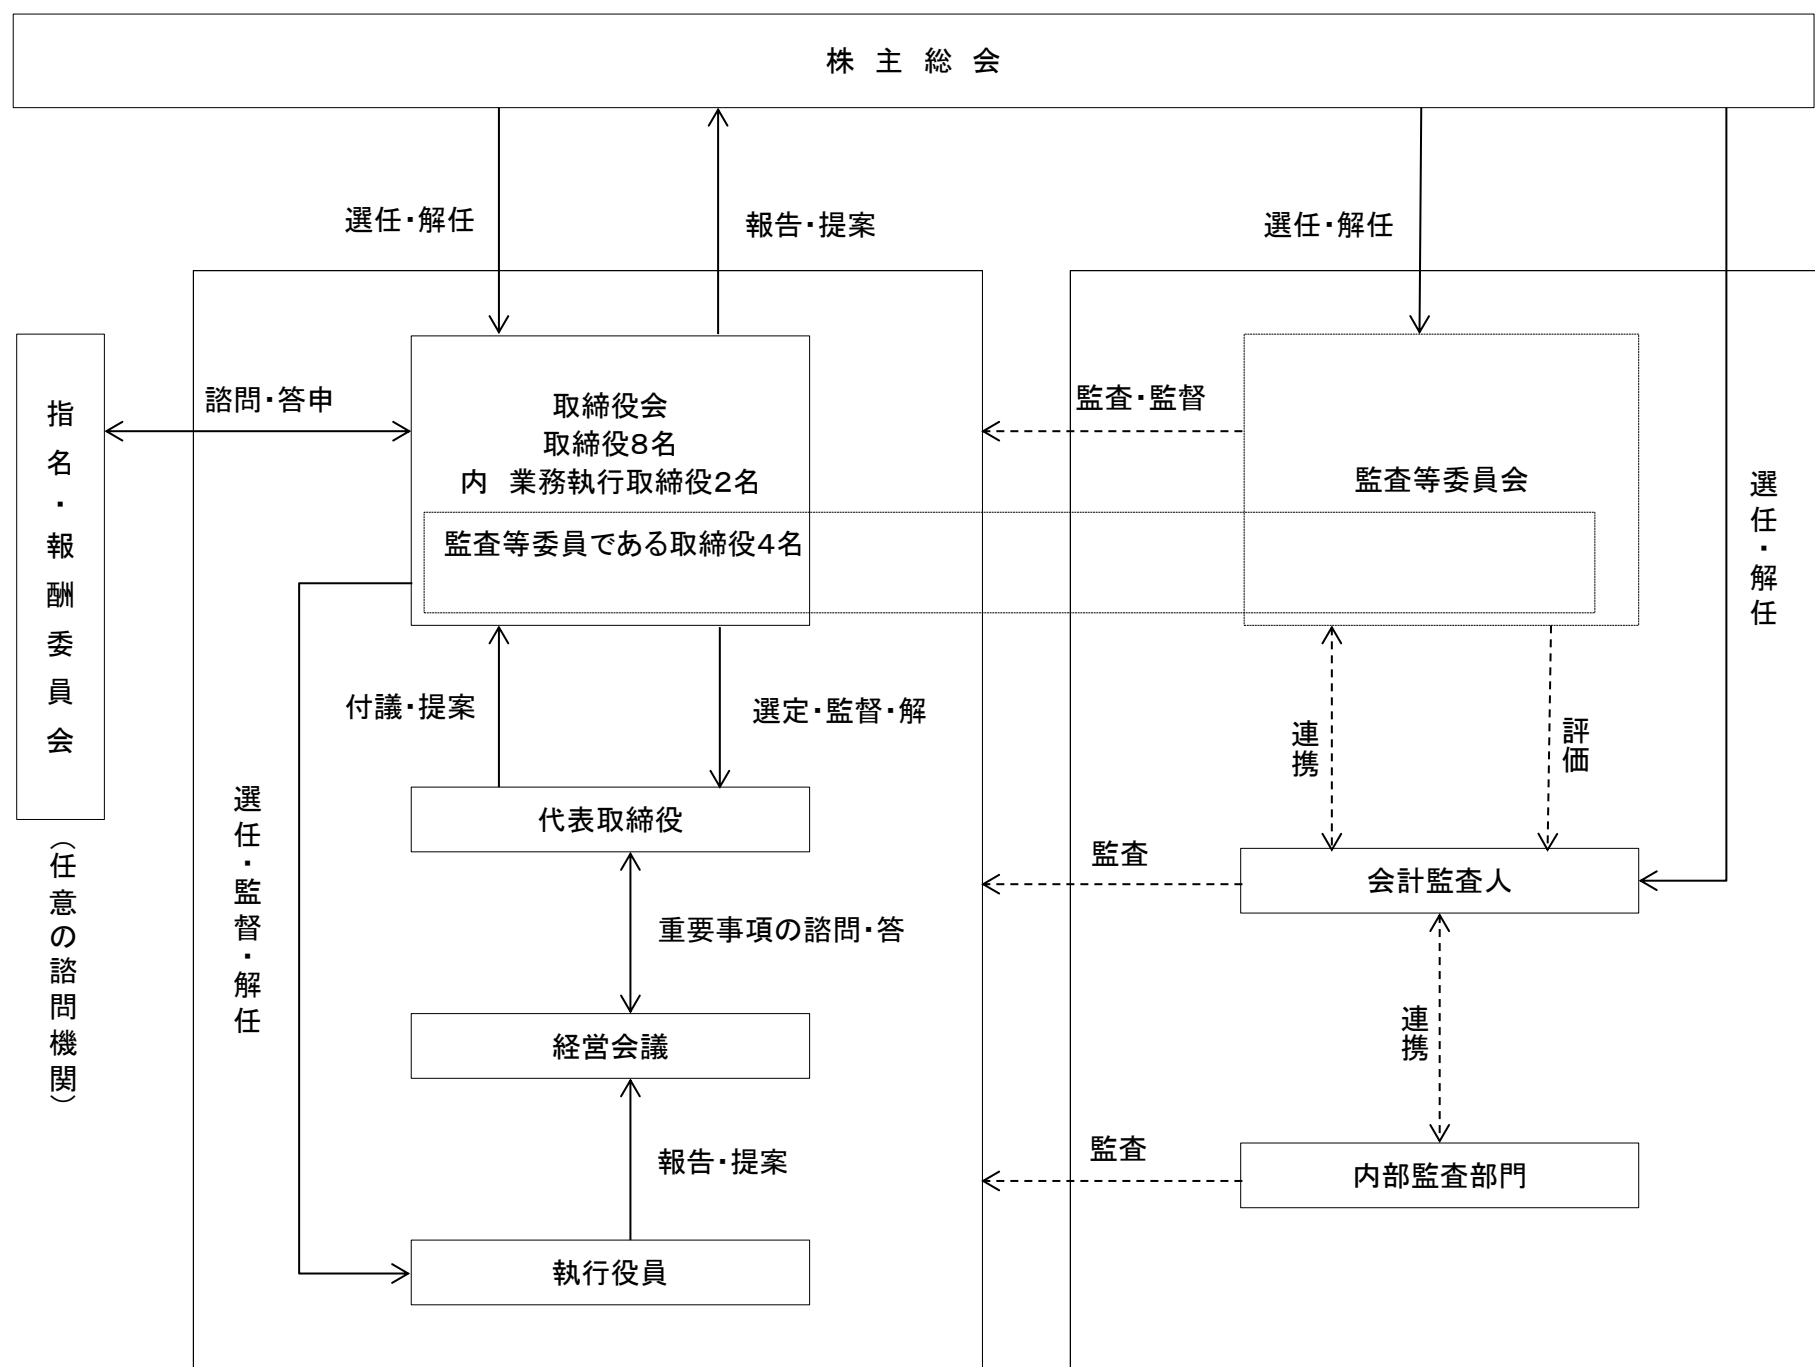 株 主 総 会
選任・解任
報告・提案
選任・解任
指名・報酬委員会
（任意の諮問機関）
諮問・答申
取締役会
取締役8名
内　業務執行取締役2名
監査等委員である取締役4名
監査・監督
監査等委員会
選任・解任
付議・提案
選定・監督・解
連携
評価
選任・監督・解任
代表取締役
監査
会計監査人
重要事項の諮問・答
経営会議
連携
報告・提案
監査
内部監査部門
執行役員